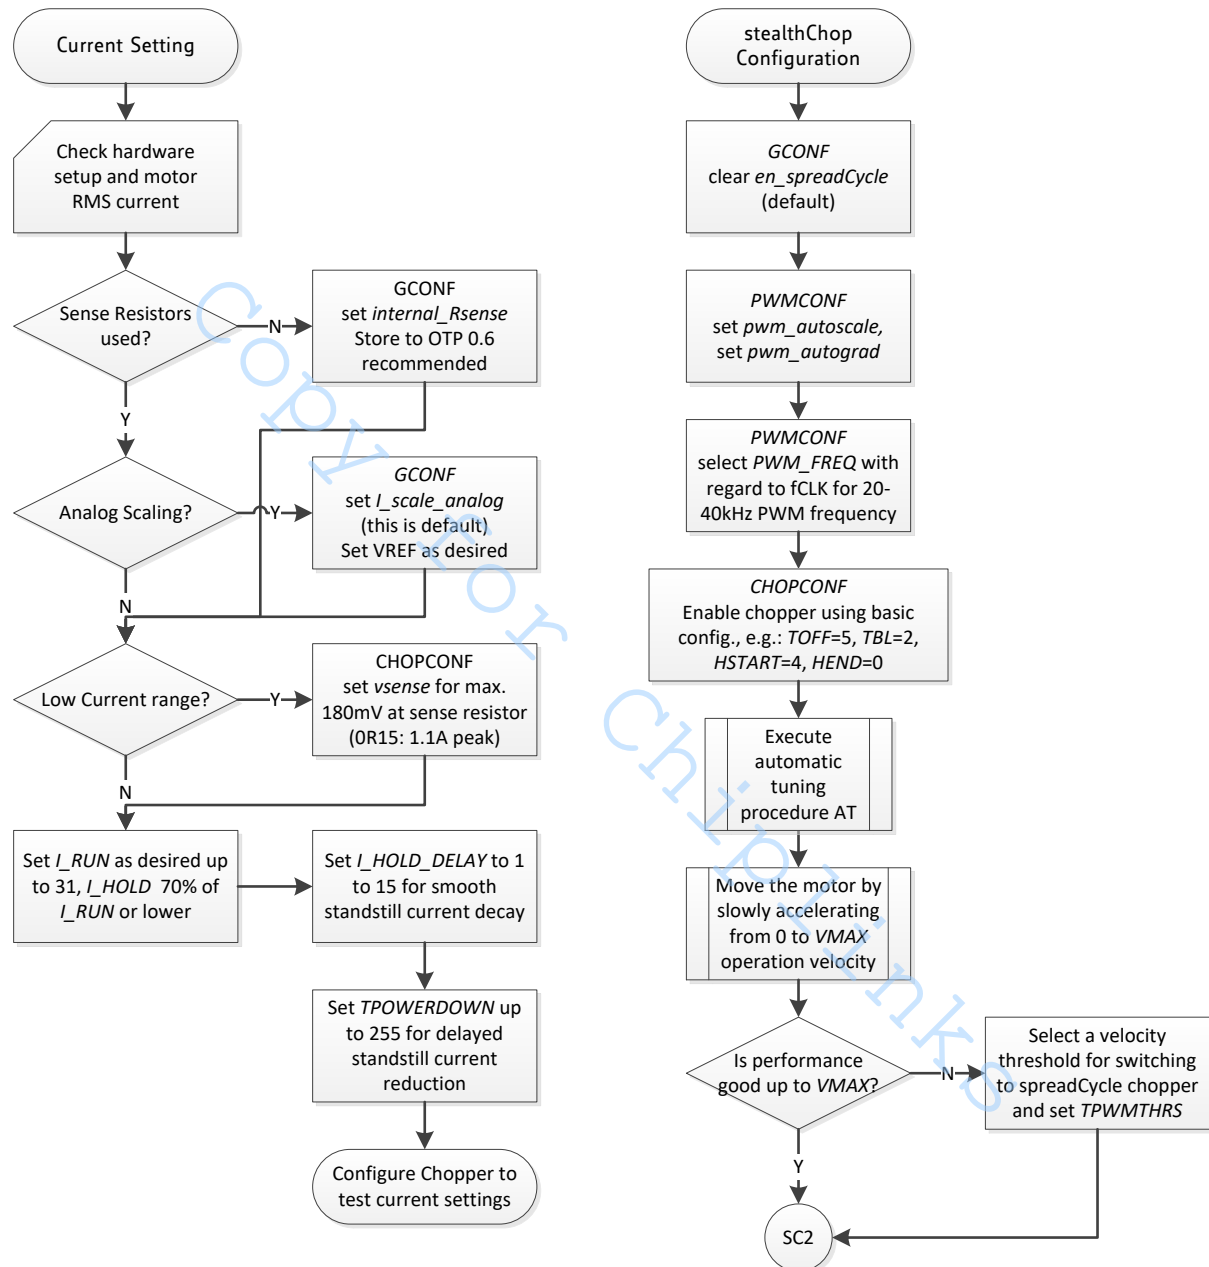 Current Setting
Check hardware
setup and motor
RMS current
Sense Resistors
used?
N
GCONF
set internal_Rsense
Store to OTP 0.6
recommended
Y
Analog Scaling?
Y
GCONF
set I_scale_analog
(this is default)
Set VREF as desired
N
Low Current range?
Y
CHOPCONF
set vsense for max.
180mV at sense resistor
(0R15: 1.1A peak)
N
Set I_RUN as desired up
to 31, I_HOLD 70% of
I_RUN or lower
Set I_HOLD_DELAY to 1
to 15 for smooth
standstill current decay
Set TPOWERDOWN up
to 255 for delayed
standstill current
reduction
Configure Chopper to
test current settings
stealthChop
Configuration
GCONF
clear en_spreadCycle
(default)
PWMCONF
set pwm_autoscale,
set pwm_autograd
PWMCONF
select PWM_FREQ with
regard to fCLK for 20-
40kHz PWM frequency
CHOPCONF
Enable chopper using basic
config., e.g.: TOFF=5, TBL=2,
HSTART=4, HEND=0
Execute
automatic
tuning
procedure AT
Move the motor by
slowly accelerating
from 0 to VMAX
operation velocity
Is performance
good up to VMAX?
N
Select a velocity
threshold for switching
to spreadCycle chopper
and set TPWMTHRS
Y
SC2
Copy for Chiplinks